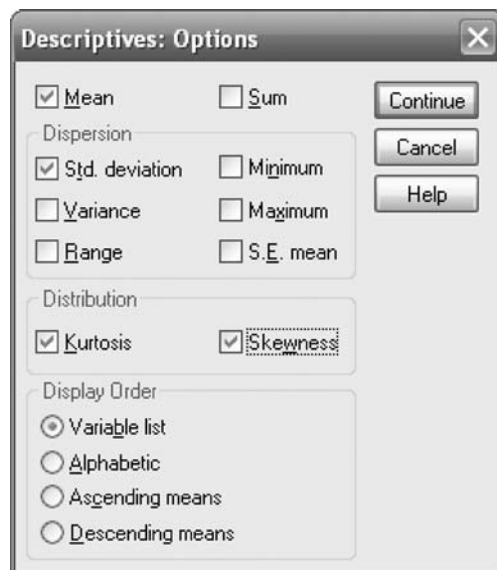 Descriptives: Options
Mean
Sum
Continue
Dispersion
Cancel
Std. deviation
Minimum
Help
Variance
Maximum
Range
S.E. mean
Distribution
Kurtosis
Skewness
Display Order
Variable list
Alphabetic
Ascending means
Descending means